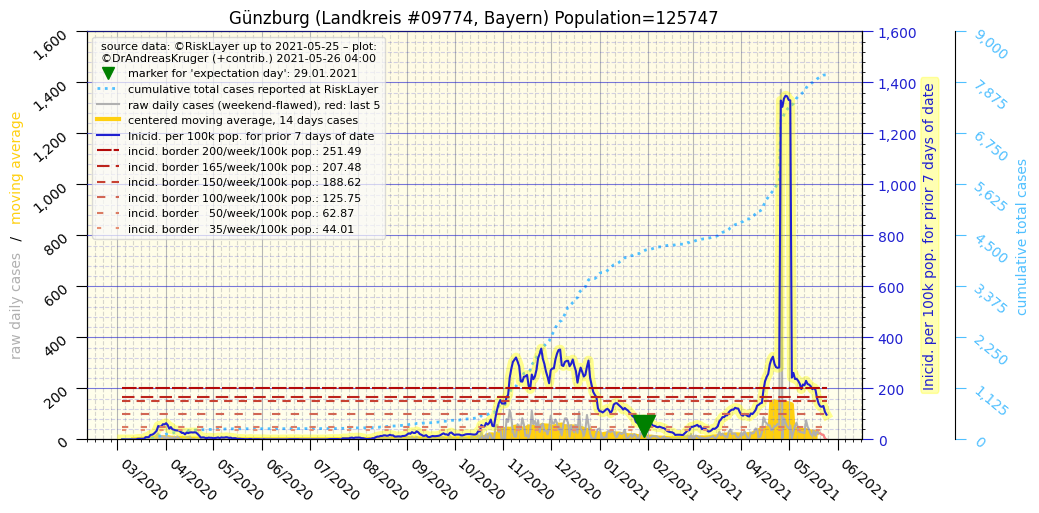 Günzburg (Landkreis #09774, Bayern) Population=125747
source data: ©RiskLayer up to 2021-05-25 – plot:
©DrAndreasKruger (+contrib.) 2021-05-26 04:00
marker for 'expectation day': 29.01.2021
cumulative total cases reported at RiskLayer
raw daily cases (weekend-flawed), red: last 5
centered moving average, 14 days cases
Inicid. per 100k pop. for prior 7 days of date
incid. border 200/week/100k pop.: 251.49
incid. border 165/week/100k pop.: 207.48
incid. border 150/week/100k pop.: 188.62
incid. border 100/week/100k pop.: 125.75
incid. border   50/week/100k pop.: 62.87
incid. border   35/week/100k pop.: 44.01
raw daily cases / moving average
1,600
1,400
1,200
1,000
800
600
400
200
0
03/2020
04/2020
05/2020
06/2020
07/2020
08/2020
09/2020
10/2020
11/2020
12/2020
01/2021
02/2021
03/2021
04/2021
05/2021
06/2021
1,600
1,400
1,200
1,000
800
600
400
200
0
Inicid. per 100k pop. for prior 7 days of date
9,000
7,875
6,750
5,625
4,500
3,375
2,250
1,125
0
cumulative total cases